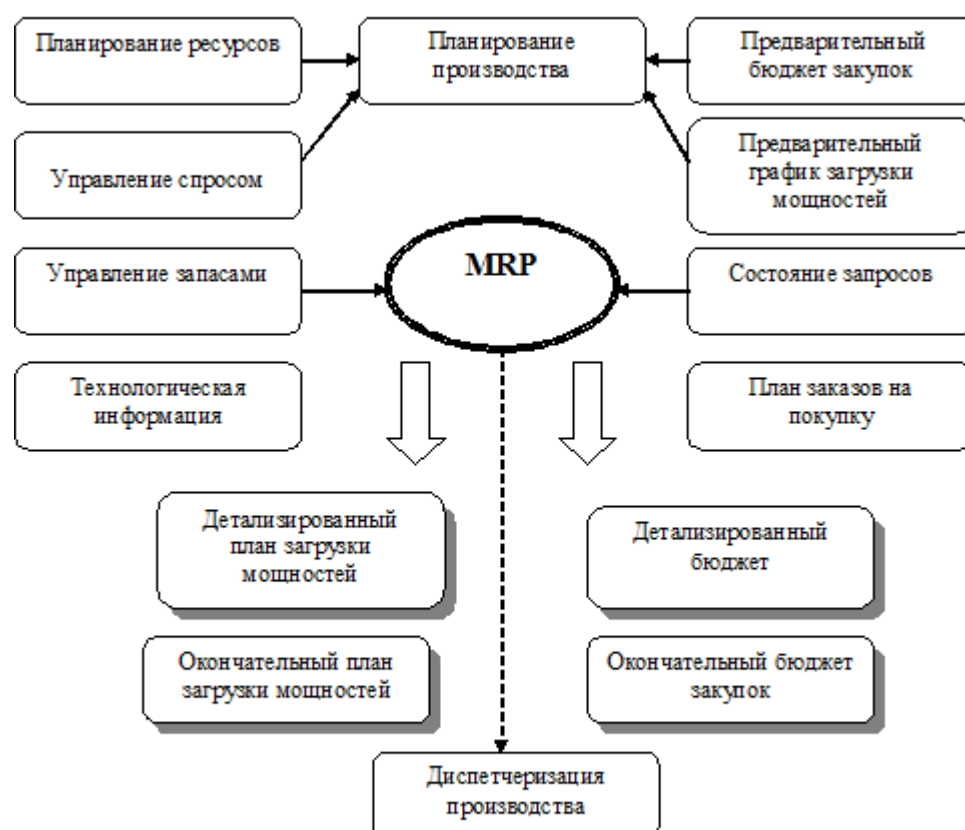 Планирование ресурсов
Планирование
производства
Предварительный
бюджет закупок
Управление спросом
Предварительный
график загрузки
мощностей
Управление запасами
MRP
Состояние запросов
Технологическая
информация
План заказов на
покупку
Детализированный
план загрузки
мощностей
Детализированный
бюджет
Окончательный план
загрузки мощностей
Окончательный бюджет
закупок
Диспетчеризация
производства